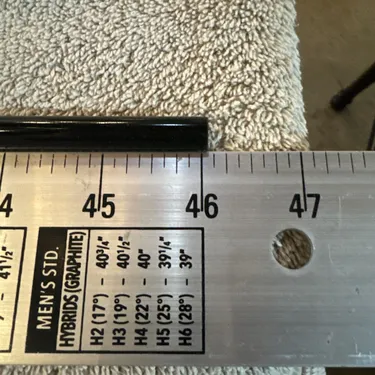 4 45 46 47
41½"
MEN'S STD.
HYBRIDS (GRAPHITE)
H2 (17°) – 40¾"
H3 (19°) – 40½"
H4 (22°) – 40"
H5 (25°) – 39¼"
H6 (28°) – 39"